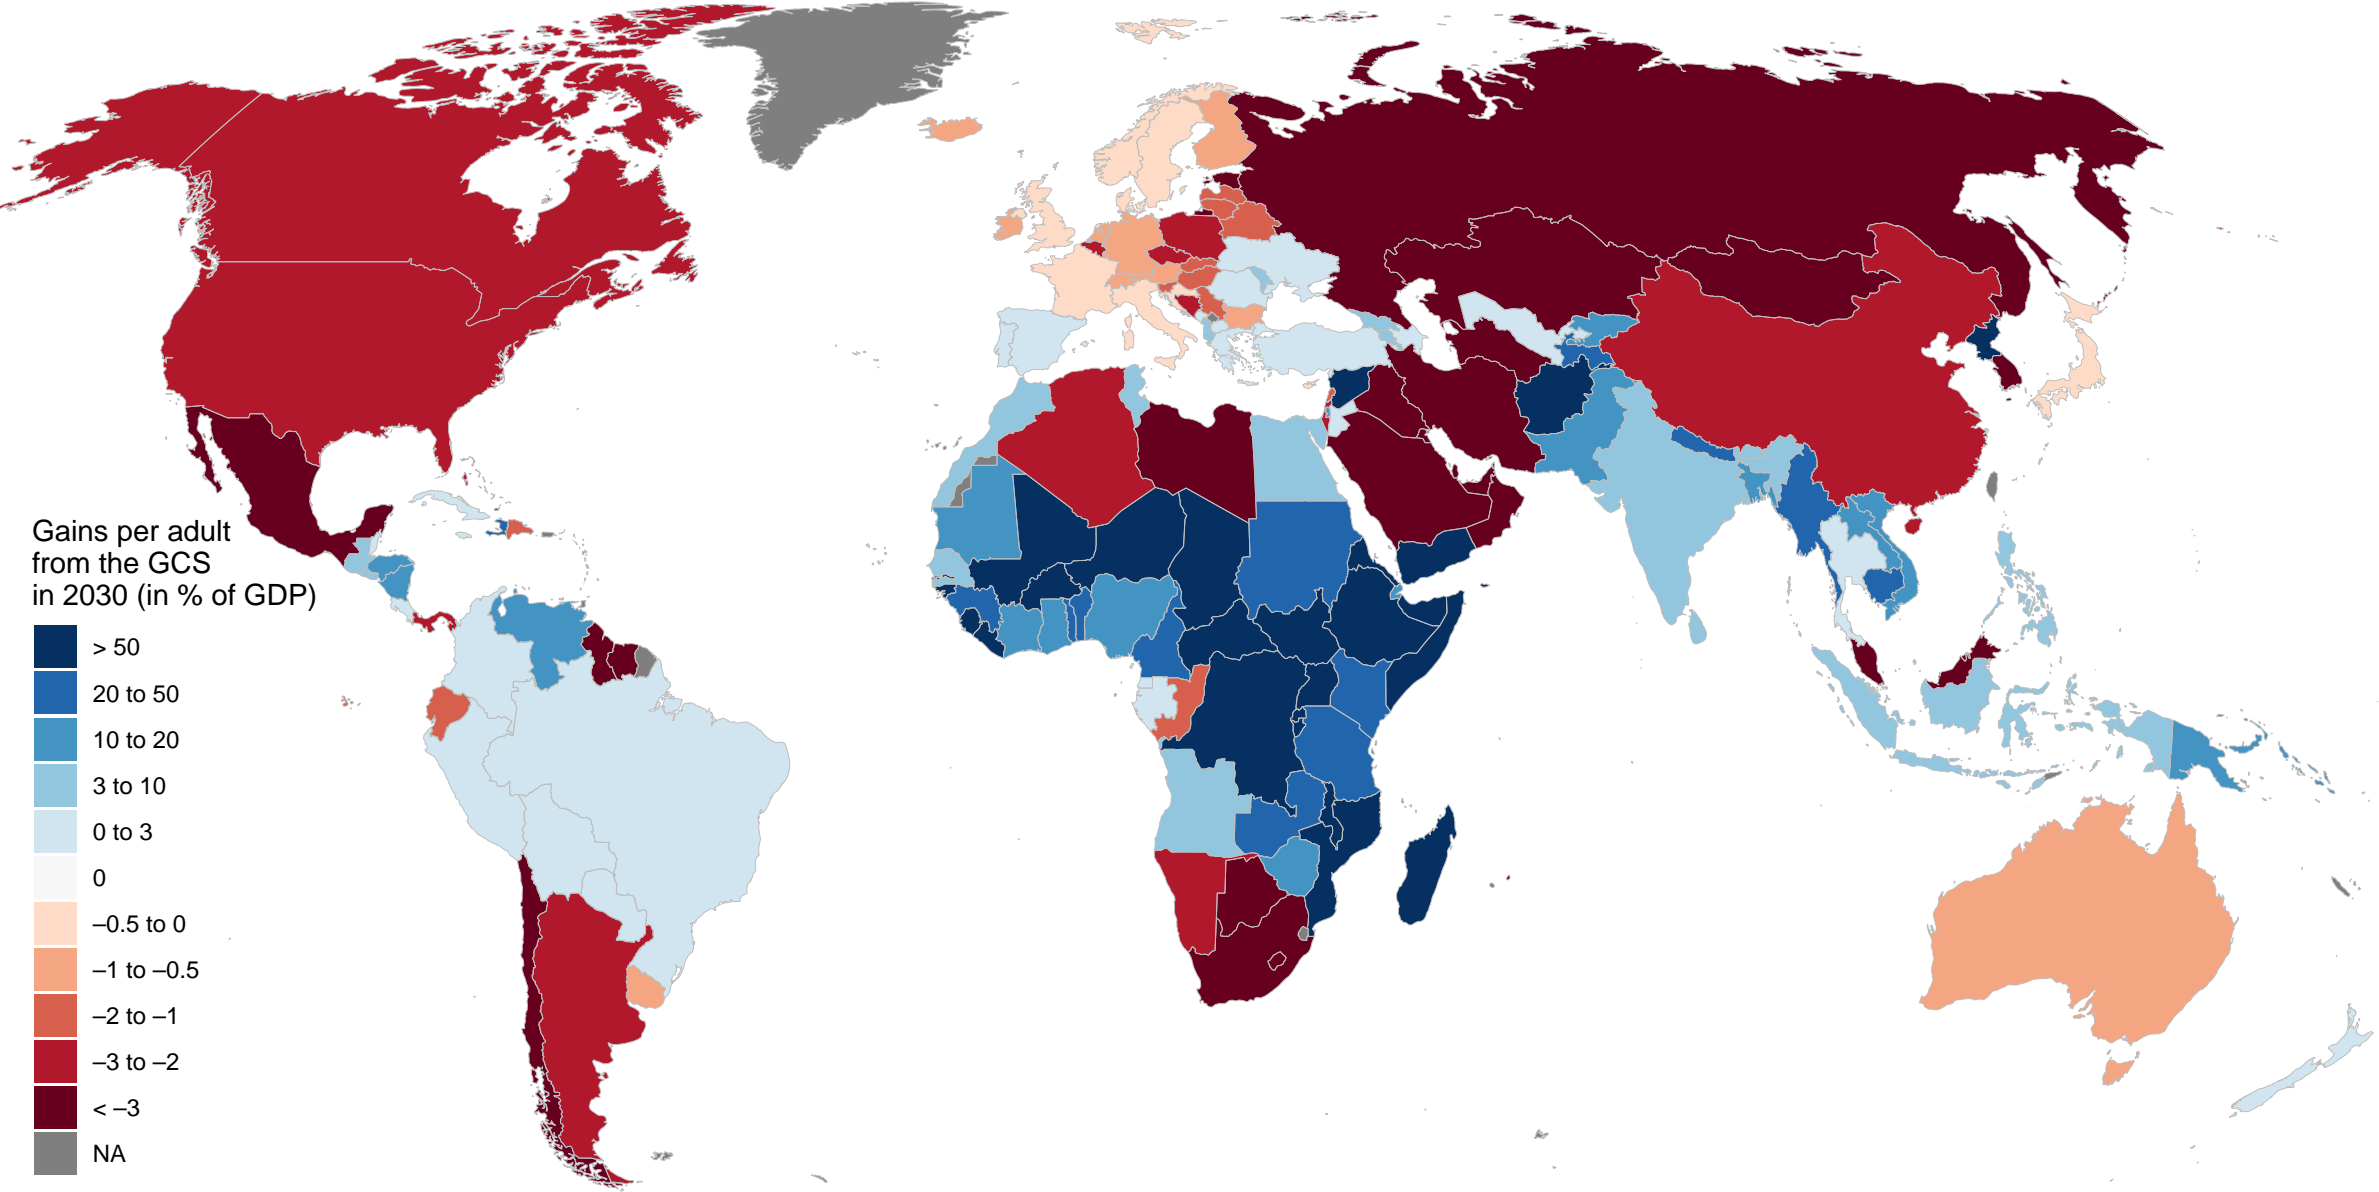 Gains per adult
from the GCS
in 2030 (in % of GDP)
> 50
20 to 50
10 to 20
3 to 10
0 to 3
0
–0.5 to 0
–1 to –0.5
–2 to –1
–3 to –2
< –3
NA